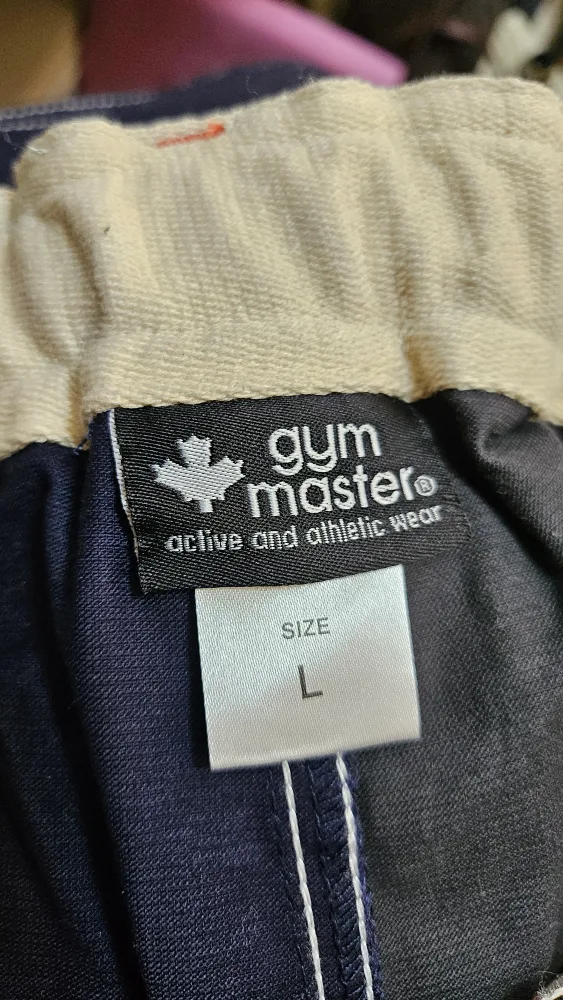 gym
master®
active and athletic wear
SIZE
L